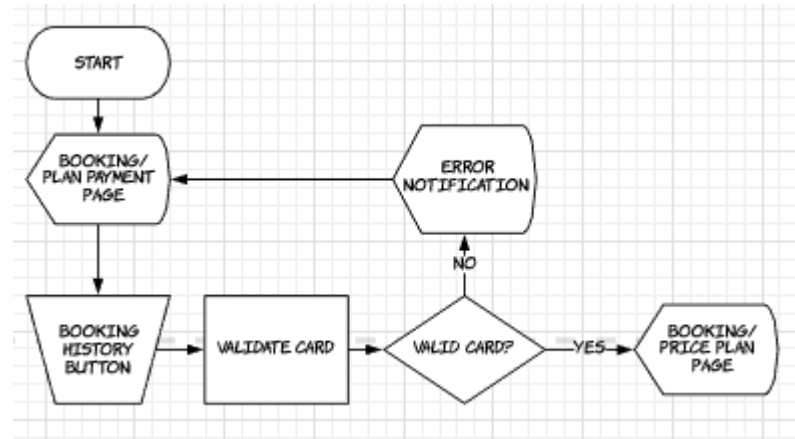 START
BOOKING/
PLAN PAYMENT
PAGE
ERROR
NOTIFICATION
NO
BOOKING
HISTORY
BUTTON
VALIDATE CARD
VALID CARD?
YES
BOOKING/
PRICE PLAN
PAGE